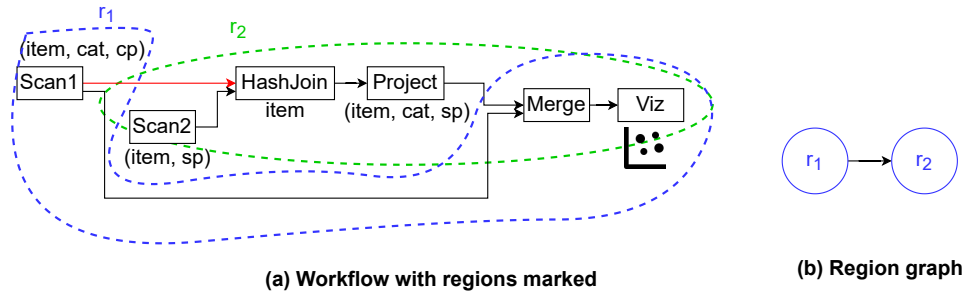 r1
r2
(item, cat, cp)
Scan1
HashJoin
Project
item
(item, cat, sp)
Merge
Viz
Scan2
(item, sp)
r1
r2
(a) Workflow with regions marked
(b) Region graph